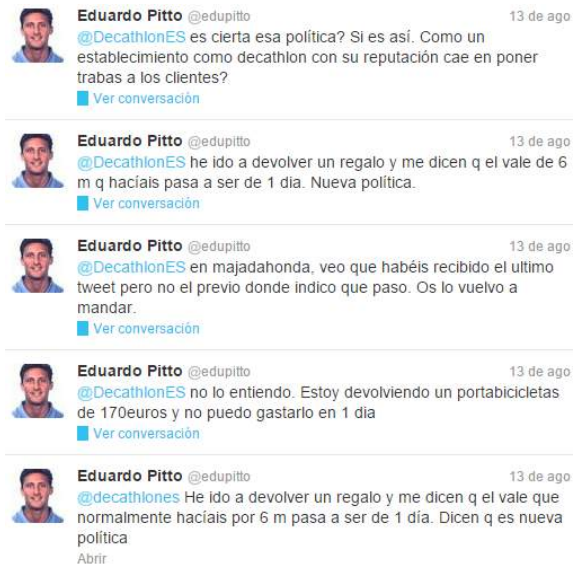 Eduardo Pitto @edupitto 13 de ago
@DecathlonES es cierta esa política? Si es así. Como un
establecimiento como decathlon con su reputación cae en poner
trabas a los clientes?
Ver conversación
Eduardo Pitto @edupitto 13 de ago
@DecathlonES he ido a devolver un regalo y me dicen q el vale de 6
m q hacíais pasa a ser de 1 dia. Nueva política.
Ver conversación
Eduardo Pitto @edupitto 13 de ago
@DecathlonES en majadahonda, veo que habéis recibido el ultimo
tweet pero no el previo donde indico que paso. Os lo vuelvo a
mandar.
Ver conversación
Eduardo Pitto @edupitto 13 de ago
@DecathlonES no lo entiendo. Estoy devolviendo un portabicicletas
de 170euros y no puedo gastarlo en 1 dia
Ver conversación
Eduardo Pitto @edupitto 13 de ago
@decathlones He ido a devolver un regalo y me dicen q el vale que
normalmente hacíais por 6 m pasa a ser de 1 día. Dicen q es nueva
política
Abrir